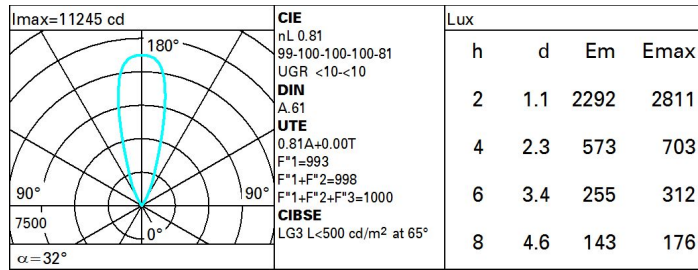 Imax=11245 cd
180°
90°
90°
7500
0°
α=32°
CIE
nL 0.81
99-100-100-100-81
UGR <10-<10
DIN
A.61
UTE
0.81A+0.00T
F"1=993
F"1+F"2=998
F"1+F"2+F"3=1000
CIBSE
LG3 L<500 cd/m² at 65°
Lux
h d Em Emax
2 1.1 2292 2811
4 2.3 573 703
6 3.4 255 312
8 4.6 143 176